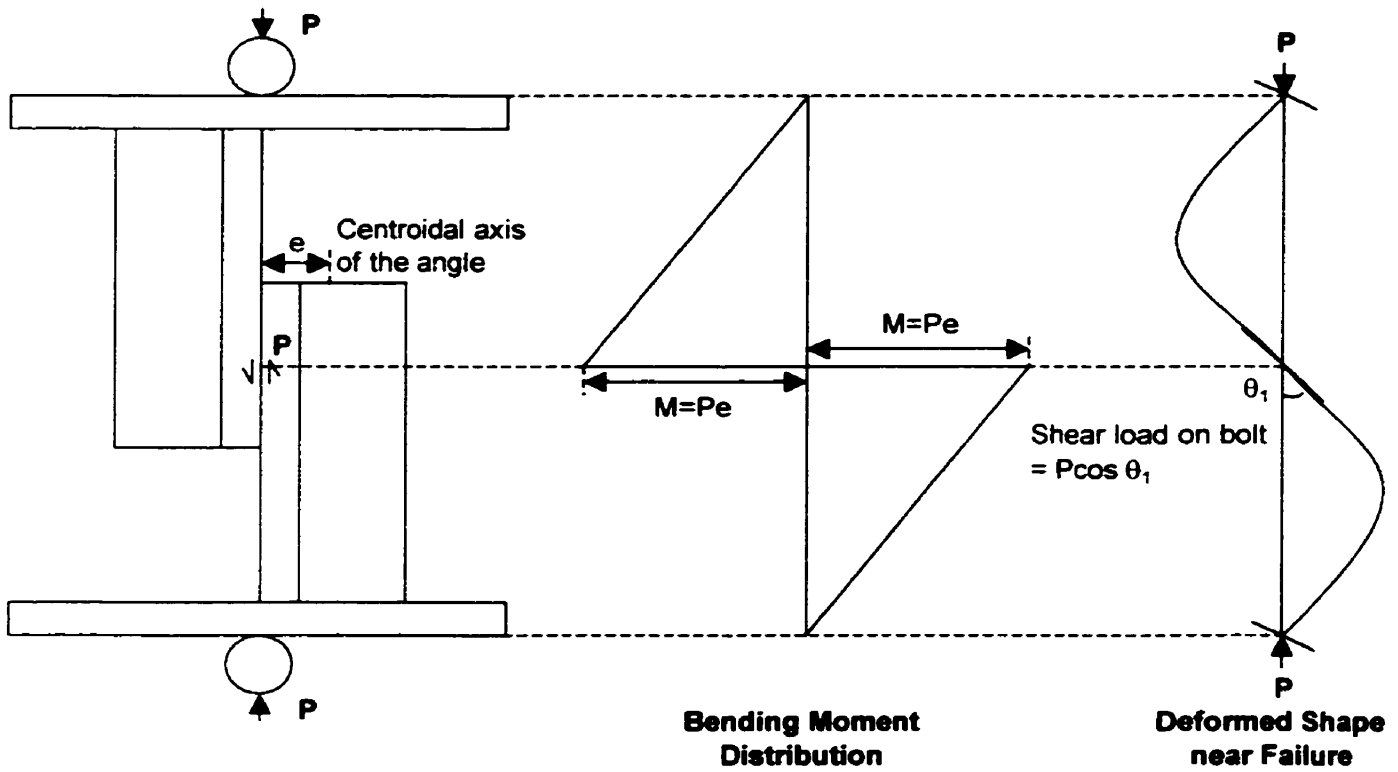 P
P
Centroidal axis
of the angle
e
P
M=Pe
M=Pe
θ₁
Shear load on bolt
= Pcos θ₁
P
P
Bending Moment
Distribution
Deformed Shape
near Failure